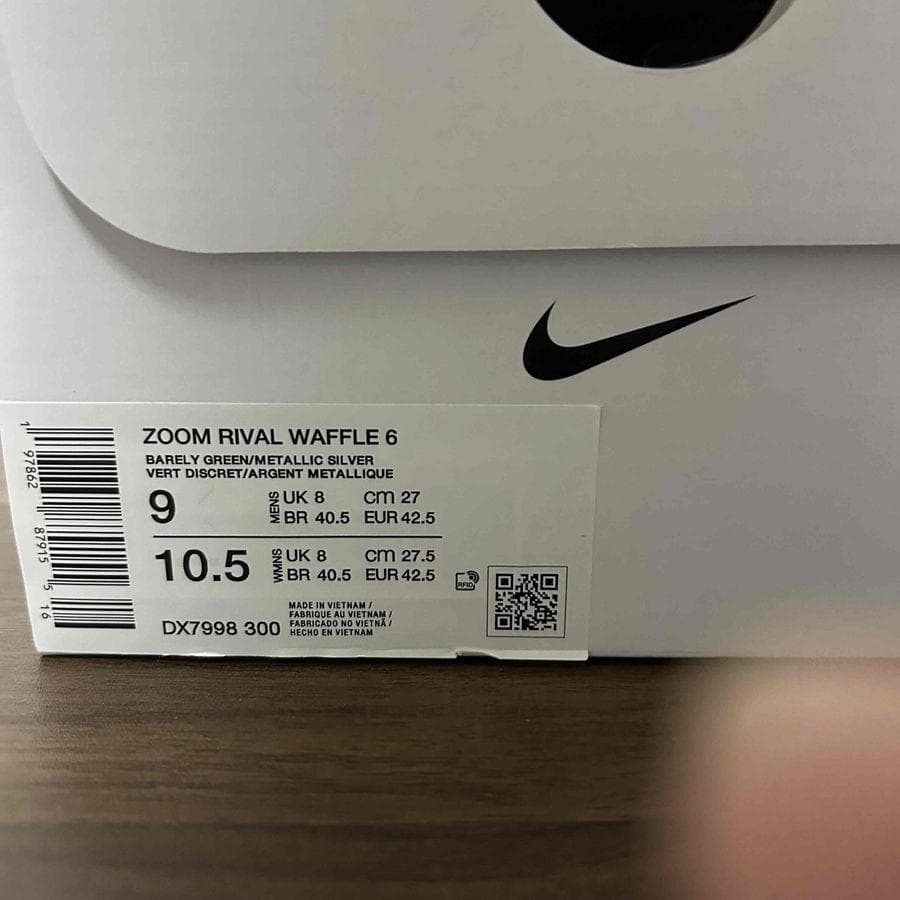 ZOOM RIVAL WAFFLE 6
BARELY GREEN/METALLIC SILVER
VERT DISCRET/ARGENT METALLIQUE
9 MENS UK 8 CM 27
BR 40.5 EUR 42.5
10.5 WMNS UK 8 CM 27.5
BR 40.5 EUR 42.5
RFID
DX7998 300
MADE IN VIETNAM /
FABRIQUE AU VIETNAM /
FABRICADO NO VIETNÃ /
HECHO EN VIETNAM
1 97862 87915 5 16